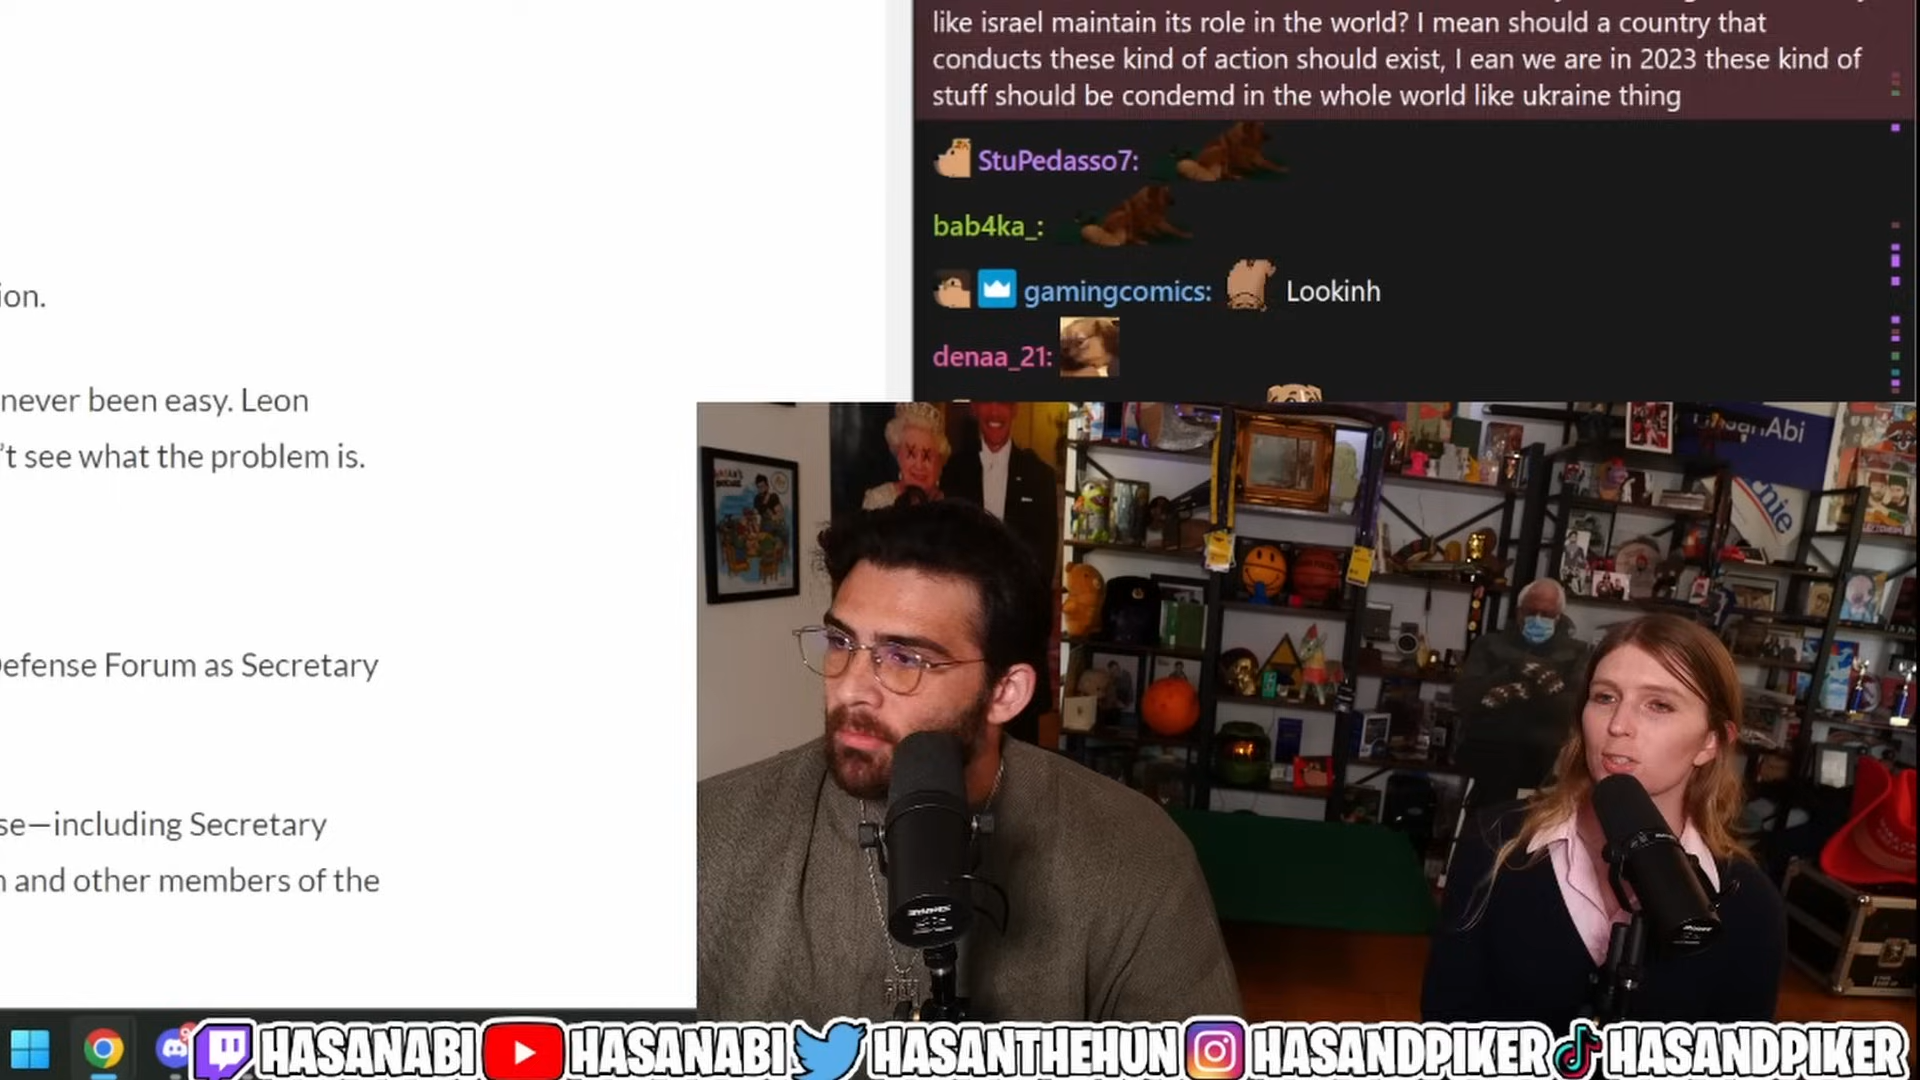 like israel maintain its role in the world? I mean should a country that
conducts these kind of action should exist, I ean we are in 2023 these kind of
stuff should be condemd in the whole world like ukraine thing
StuPedasso7:
bab4ka_:
gamingcomics: Lookinh
denaa_21:
ion.
never been easy. Leon
't see what the problem is.
efense Forum as Secretary
se—including Secretary
and other members of the
HasanAbi
HASANABI HASANABI HASANTHEHUN HASANDPIKER HASANDPIKER